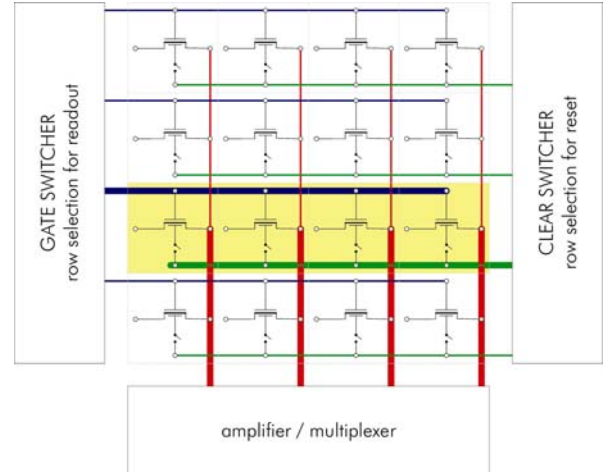 GATE SWITCHER
row selection for readout
CLEAR SWITCHER
row selection for reset
amplifier / multiplexer